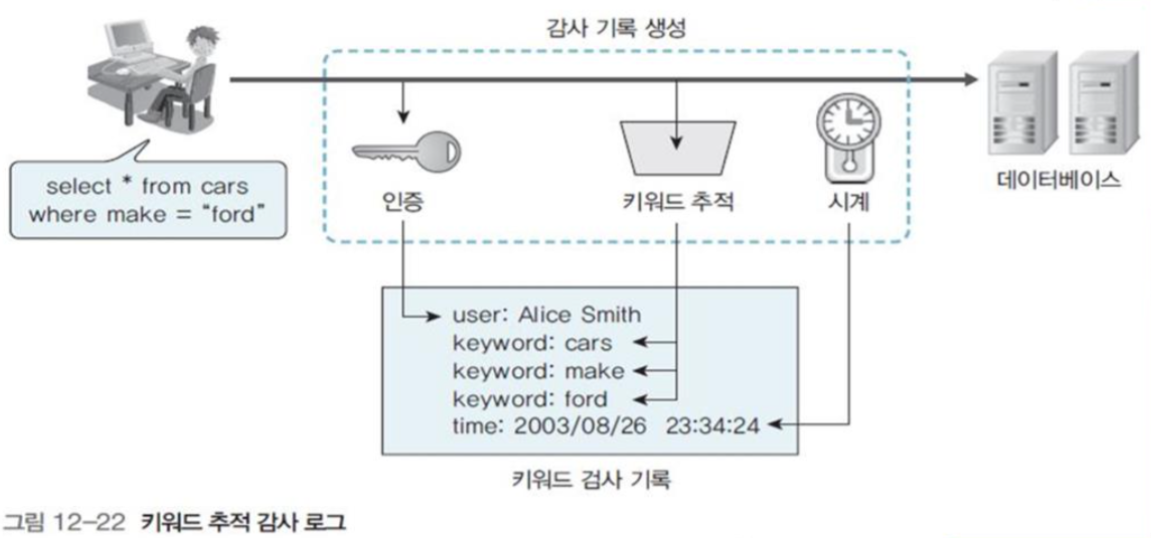 감사 기록 생성
select * from cars
where make = “ford”
인증
키워드 추적
시계
데이터베이스
user: Alice Smith
keyword: cars
keyword: make
keyword: ford
time: 2003/08/26 23:34:24
키워드 검사 기록
그림 12-22 키워드 추적 감사 로그